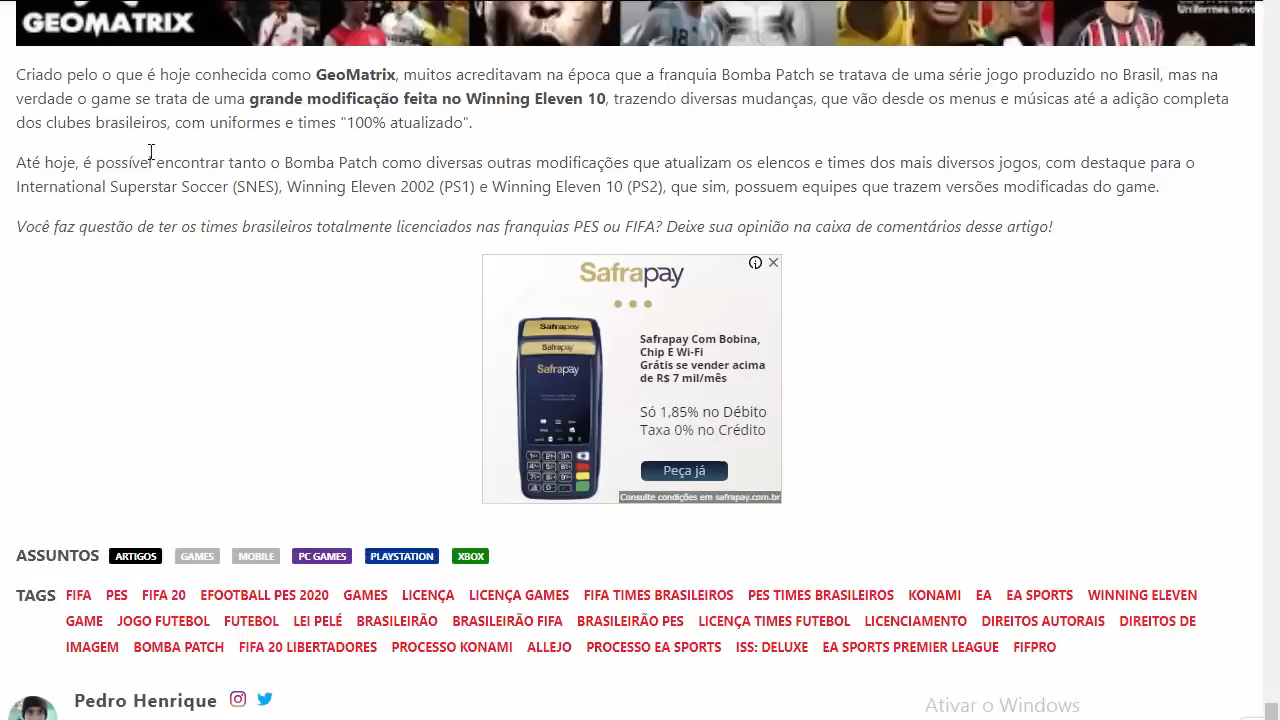 GEOMATRIX
Uniformes novo
Criado pelo o que é hoje conhecida como GeoMatrix, muitos acreditavam na época que a franquia Bomba Patch se tratava de uma série jogo produzido no Brasil, mas na
verdade o game se trata de uma grande modificação feita no Winning Eleven 10, trazendo diversas mudanças, que vão desde os menus e músicas até a adição completa
dos clubes brasileiros, com uniformes e times "100% atualizado".
Até hoje, é possível encontrar tanto o Bomba Patch como diversas outras modificações que atualizam os elencos e times dos mais diversos jogos, com destaque para o
International Superstar Soccer (SNES), Winning Eleven 2002 (PS1) e Winning Eleven 10 (PS2), que sim, possuem equipes que trazem versões modificadas do game.
Você faz questão de ter os times brasileiros totalmente licenciados nas franquias PES ou FIFA? Deixe sua opinião na caixa de comentários desse artigo!
Safrapay
Safrapay
Safrapay
Safrapay
Safrapay Com Bobina,
Chip E Wi-Fi
Grátis se vender acima
de R$ 7 mil/mês
Só 1,85% no Débito
Taxa 0% no Crédito
Peça já
Consulte condições em safrapay.com.br
ASSUNTOS ARTIGOS GAMES MOBILE PC GAMES PLAYSTATION XBOX
TAGS FIFA PES FIFA 20 EFOOTBALL PES 2020 GAMES LICENÇA LICENÇA GAMES FIFA TIMES BRASILEIROS PES TIMES BRASILEIROS KONAMI EA EA SPORTS WINNING ELEVEN
GAME JOGO FUTEBOL FUTEBOL LEI PELÉ BRASILEIRÃO BRASILEIRÃO FIFA BRASILEIRÃO PES LICENÇA TIMES FUTEBOL LICENCIAMENTO DIREITOS AUTORAIS DIREITOS DE
IMAGEM BOMBA PATCH FIFA 20 LIBERTADORES PROCESSO KONAMI ALLEJO PROCESSO EA SPORTS ISS: DELUXE EA SPORTS PREMIER LEAGUE FIFPRO
Pedro Henrique
Ativar o Windows